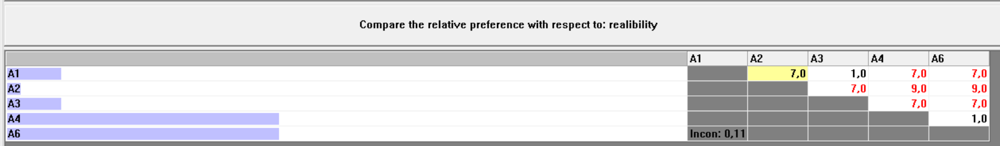 Compare the relative preference with respect to: realibility
A1 A2 A3 A4 A6
A1 7,0 1,0 7,0 7,0
A2 7,0 9,0 9,0
A3 7,0 7,0
A4 1,0
A6 Incon: 0,11